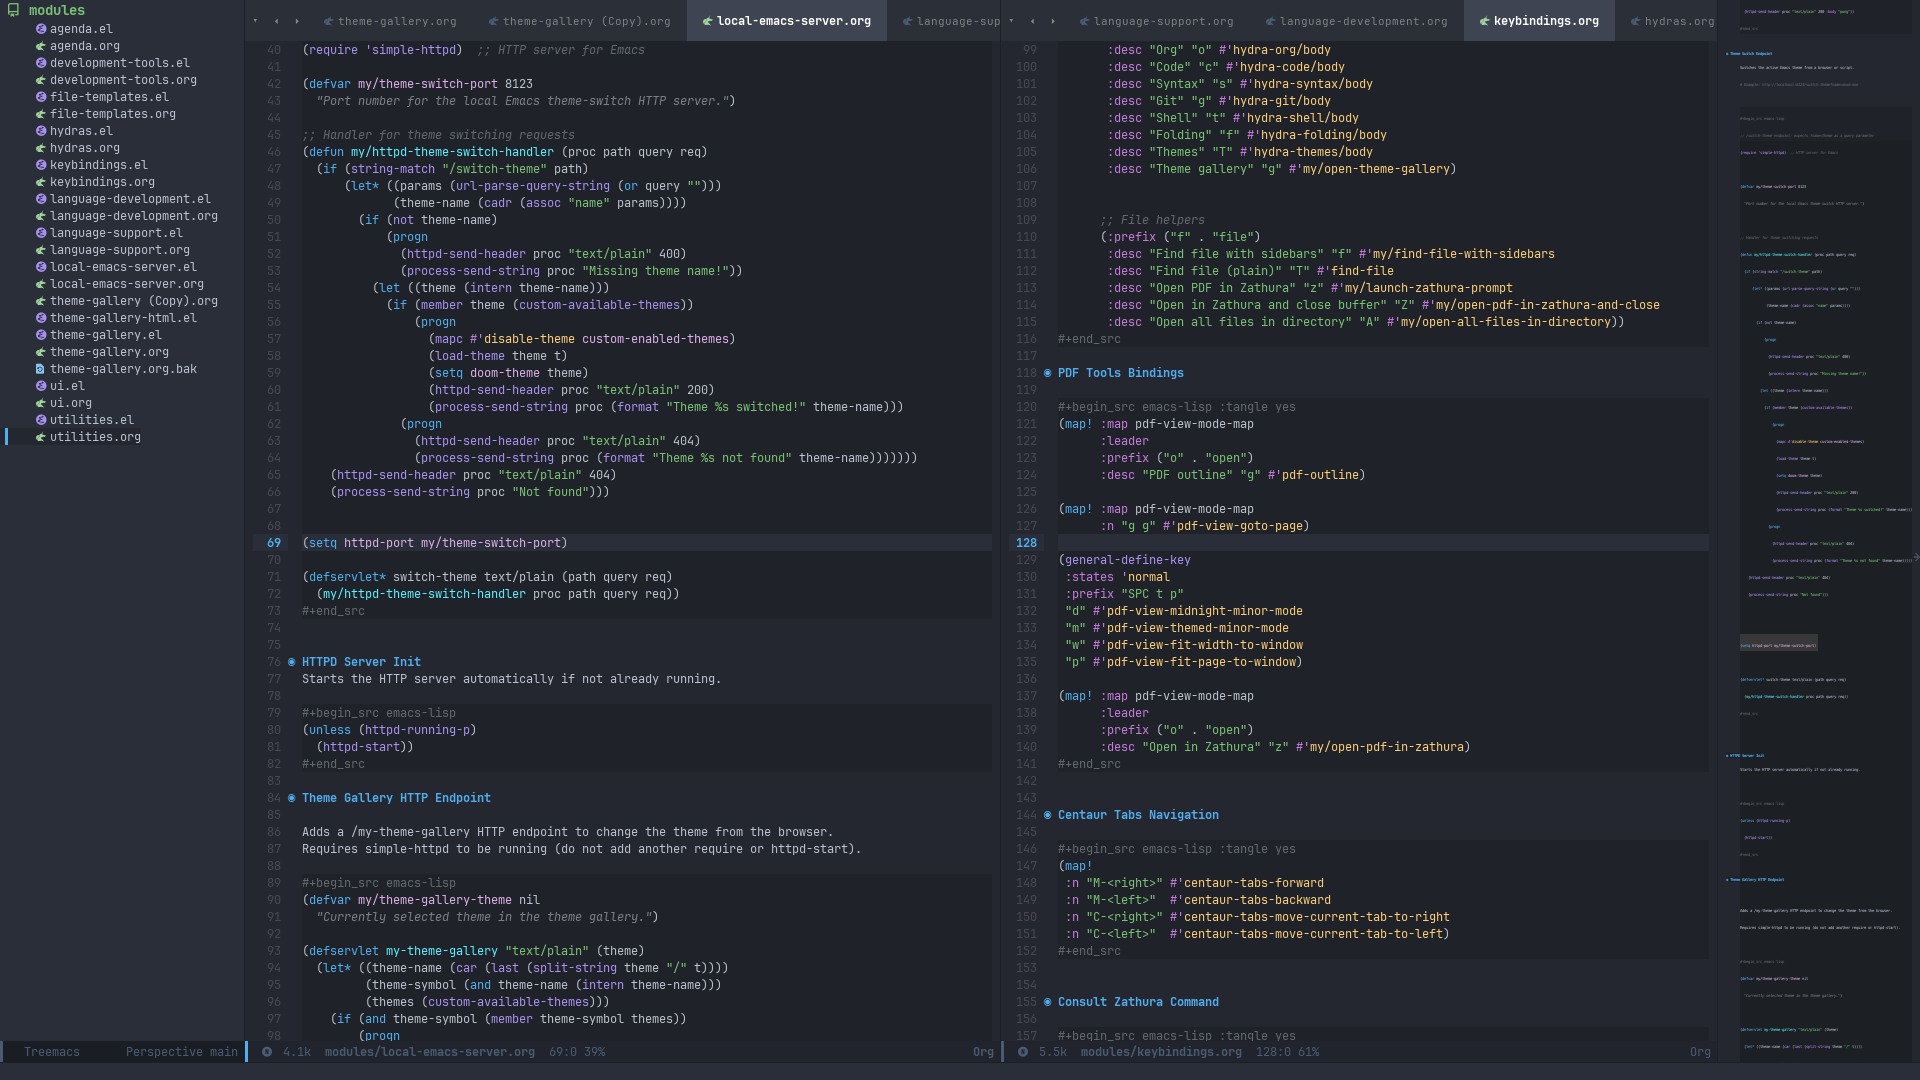 modules
agenda.el
agenda.org
development-tools.el
development-tools.org
file-templates.el
file-templates.org
hydras.el
hydras.org
keybindings.el
keybindings.org
language-development.el
language-development.org
language-support.el
language-support.org
local-emacs-server.el
local-emacs-server.org
theme-gallery (Copy).org
theme-gallery-html.el
theme-gallery.el
theme-gallery.org
theme-gallery.org.bak
ui.el
ui.org
utilities.el
utilities.org
Treemacs Perspective main
theme-gallery.org theme-gallery (Copy).org local-emacs-server.org language-sup
40 (require 'simple-httpd)  ;; HTTP server for Emacs
41
42 (defvar my/theme-switch-port 8123
43   "Port number for the local Emacs theme-switch HTTP server.")
44
45 ;; Handler for theme switching requests
46 (defun my/httpd-theme-switch-handler (proc path query req)
47   (if (string-match "/switch-theme" path)
48       (let* ((params (url-parse-query-string (or query "")))
49              (theme-name (cadr (assoc "name" params))))
50         (if (not theme-name)
51             (progn
52               (httpd-send-header proc "text/plain" 400)
53               (process-send-string proc "Missing theme name!"))
54           (let ((theme (intern theme-name)))
55             (if (member theme (custom-available-themes))
56                 (progn
57                   (mapc #'disable-theme custom-enabled-themes)
58                   (load-theme theme t)
59                   (setq doom-theme theme)
60                   (httpd-send-header proc "text/plain" 200)
61                   (process-send-string proc (format "Theme %s switched!" theme-name)))
62               (progn
63                 (httpd-send-header proc "text/plain" 404)
64                 (process-send-string proc (format "Theme %s not found" theme-name)))))))
65     (httpd-send-header proc "text/plain" 404)
66     (process-send-string proc "Not found")))
67
68
69 (setq httpd-port my/theme-switch-port)
70
71 (defservlet* switch-theme text/plain (path query req)
72   (my/httpd-theme-switch-handler proc path query req))
73 #+end_src
74
75
76 ◉ HTTPD Server Init
77 Starts the HTTP server automatically if not already running.
78
79 #+begin_src emacs-lisp
80 (unless (httpd-running-p)
81   (httpd-start))
82 #+end_src
83
84 ◉ Theme Gallery HTTP Endpoint
85
86 Adds a /my-theme-gallery HTTP endpoint to change the theme from the browser.
87 Requires simple-httpd to be running (do not add another require or httpd-start).
88
89 #+begin_src emacs-lisp
90 (defvar my/theme-gallery-theme nil
91   "Currently selected theme in the theme gallery.")
92
93 (defservlet my-theme-gallery "text/plain" (theme)
94   (let* ((theme-name (car (last (split-string theme "/" t))))
95          (theme-symbol (and theme-name (intern theme-name)))
96          (themes (custom-available-themes)))
97     (if (and theme-symbol (member theme-symbol themes))
98         (progn
4.1k modules/local-emacs-server.org 69:0 39% Org
language-support.org language-development.org keybindings.org hydras.org
99        :desc "Org" "o" #'hydra-org/body
100        :desc "Code" "c" #'hydra-code/body
101        :desc "Syntax" "s" #'hydra-syntax/body
102        :desc "Git" "g" #'hydra-git/body
103        :desc "Shell" "t" #'hydra-shell/body
104        :desc "Folding" "f" #'hydra-folding/body
105        :desc "Themes" "T" #'hydra-themes/body
106        :desc "Theme gallery" "g" #'my/open-theme-gallery)
107
108
109       ;; File helpers
110       (:prefix ("f" . "file")
111        :desc "Find file with sidebars" "f" #'my/find-file-with-sidebars
112        :desc "Find file (plain)" "T" #'find-file
113        :desc "Open PDF in Zathura" "z" #'my/launch-zathura-prompt
114        :desc "Open in Zathura and close buffer" "Z" #'my/open-pdf-in-zathura-and-close
115        :desc "Open all files in directory" "A" #'my/open-all-files-in-directory))
116 #+end_src
117
118 ◉ PDF Tools Bindings
119
120 #+begin_src emacs-lisp :tangle yes
121 (map! :map pdf-view-mode-map
122       :leader
123       :prefix ("o" . "open")
124       :desc "PDF outline" "g" #'pdf-outline)
125
126 (map! :map pdf-view-mode-map
127       :n "g g" #'pdf-view-goto-page)
128
129 (general-define-key
130  :states 'normal
131  :prefix "SPC t p"
132  "d" #'pdf-view-midnight-minor-mode
133  "m" #'pdf-view-themed-minor-mode
134  "w" #'pdf-view-fit-width-to-window
135  "p" #'pdf-view-fit-page-to-window)
136
137 (map! :map pdf-view-mode-map
138       :leader
139       :prefix ("o" . "open")
140       :desc "Open in Zathura" "z" #'my/open-pdf-in-zathura)
141 #+end_src
142
143
144 ◉ Centaur Tabs Navigation
145
146 #+begin_src emacs-lisp :tangle yes
147 (map!
148  :n "M-<right>" #'centaur-tabs-forward
149  :n "M-<left>"  #'centaur-tabs-backward
150  :n "C-<right>" #'centaur-tabs-move-current-tab-to-right
151  :n "C-<left>"  #'centaur-tabs-move-current-tab-to-left)
152 #+end_src
153
154
155 ◉ Consult Zathura Command
156
157 #+begin_src emacs-lisp :tangle yes
5.5k modules/keybindings.org 128:0 61% Org